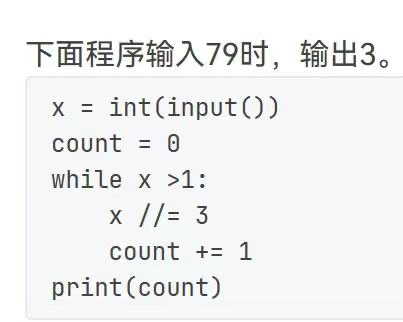 下面程序输入79时，输出3。
x = int(input())
count = 0
while x >1:
    x //= 3
    count += 1
print(count)